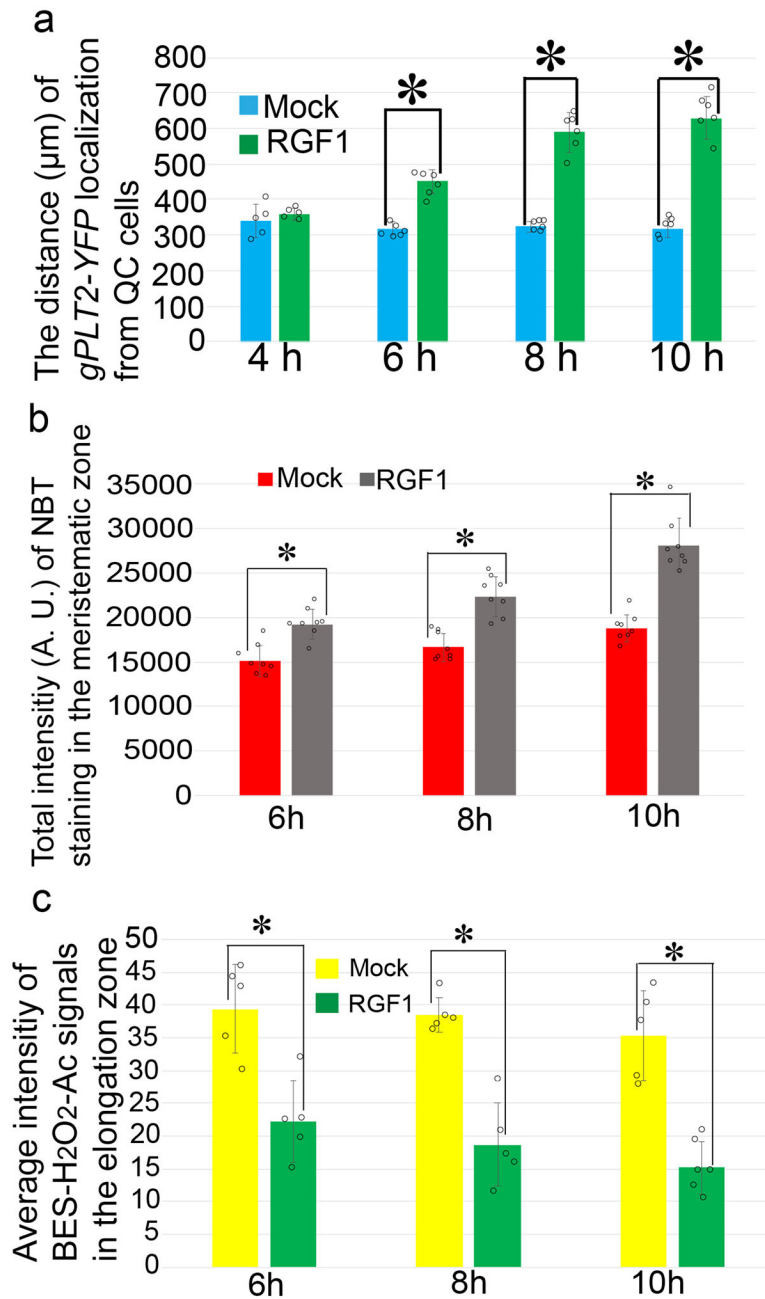 a
The distance (µm) of
gPLT2-YFP localization
from QC cells
800
700
600
500
400
300
200
100
0
Mock
RGF1
*
*
*
4 h
6 h
8 h
10 h
b
Total intensitiy (A. U.) of NBT
staining in the meristematic zone
35000
30000
25000
20000
15000
10000
5000
0
Mock
RGF1
*
*
*
6h
8h
10h
c
Average intensitiy of
BES-H2O2-Ac signals
in the elongation zone
50
45
40
35
30
25
20
15
10
5
0
Mock
RGF1
*
*
*
6h
8h
10h